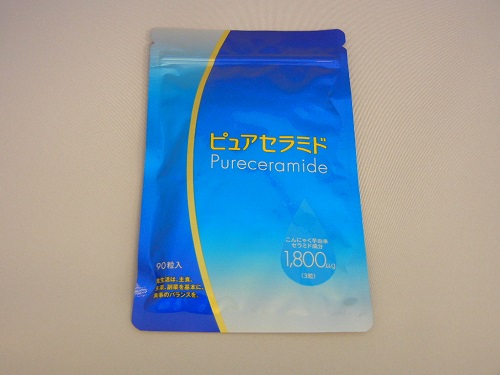 ピュアセラミド
Pureceramide
こんにゃく芋由来
セラミド成分
1,800μg
(3粒)
90粒入
食生活は、主食、
主菜、副菜を基本に、
食事のバランスを。